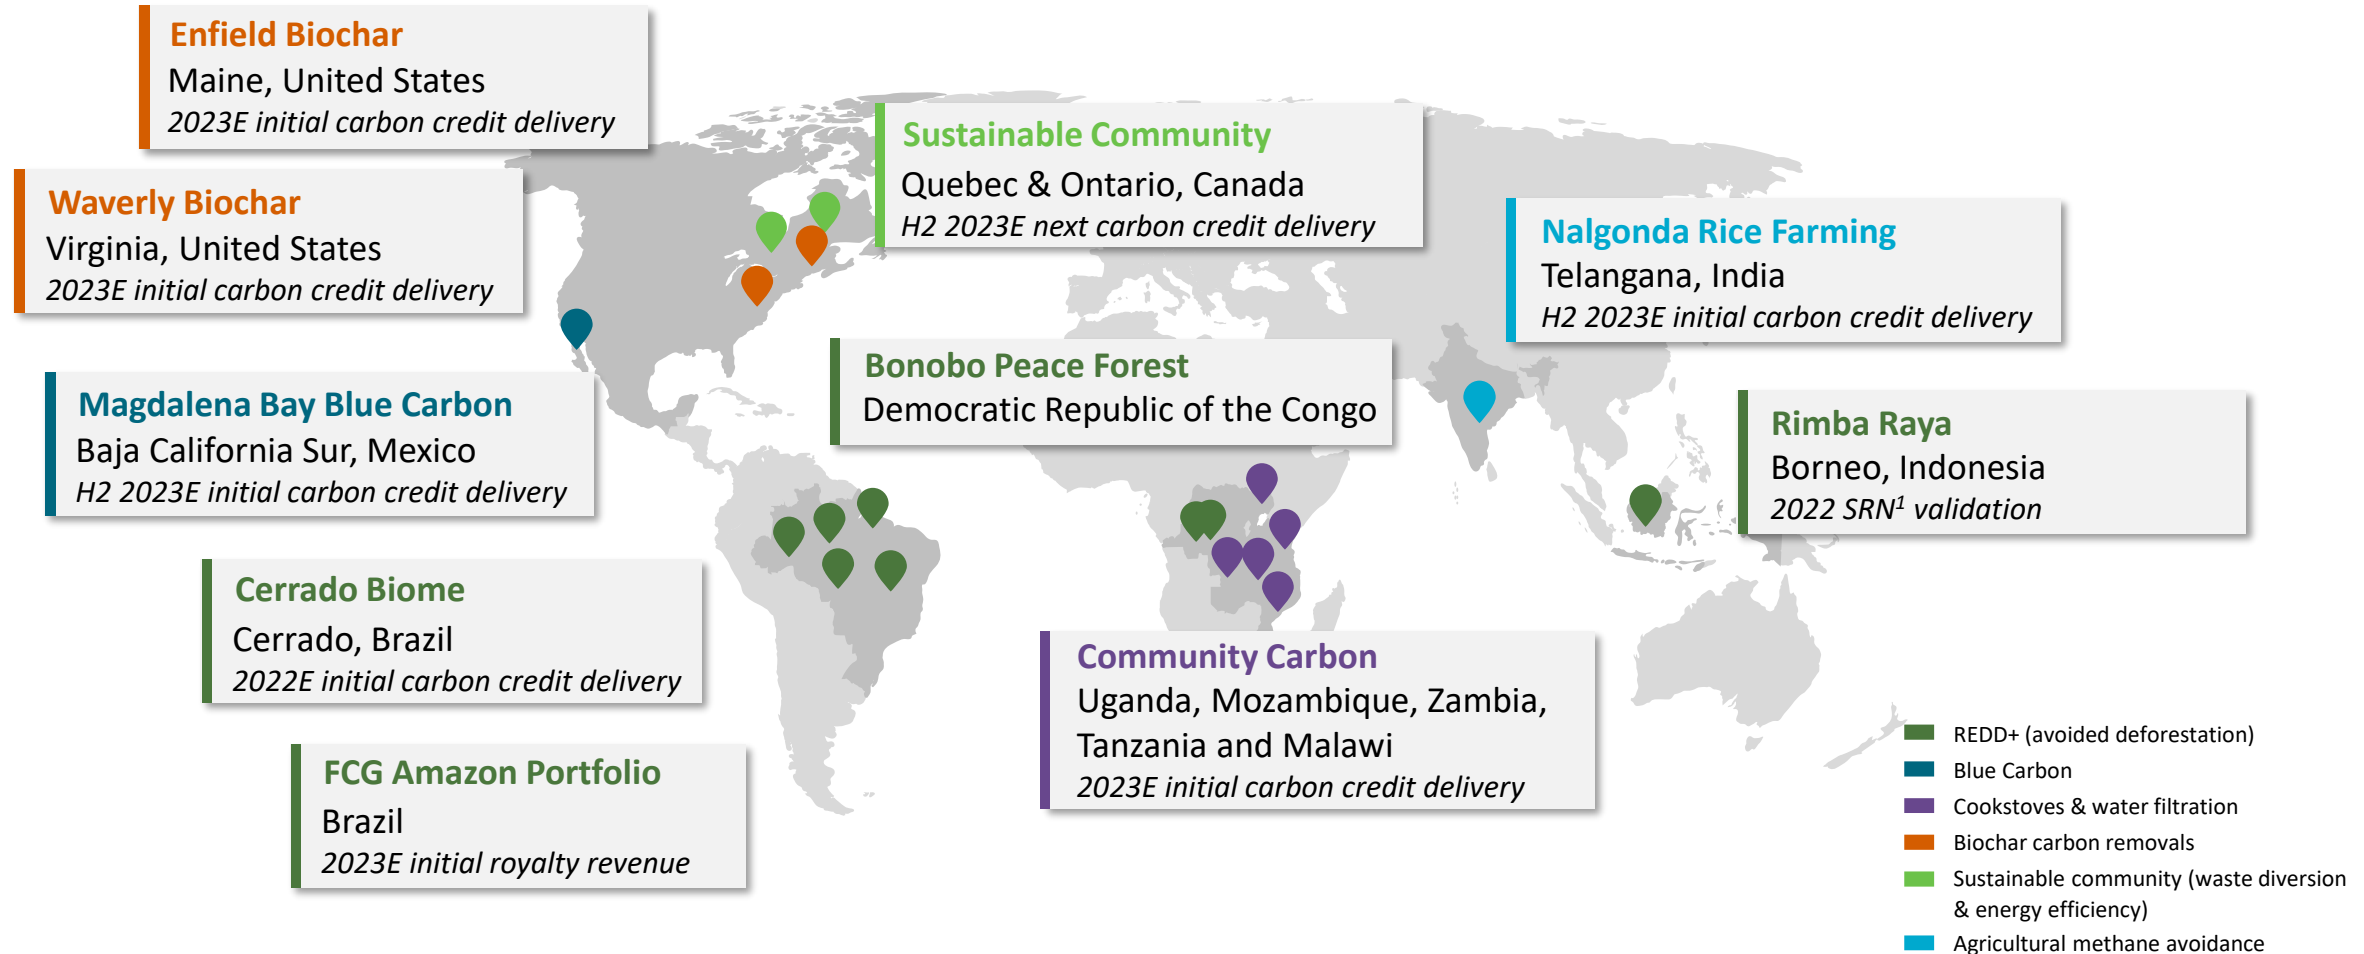 Enfield Biochar
Maine, United States
2023E initial carbon credit delivery
Sustainable Community
Quebec & Ontario, Canada
H2 2023E next carbon credit delivery
Waverly Biochar
Virginia, United States
2023E initial carbon credit delivery
Nalgonda Rice Farming
Telangana, India
H2 2023E initial carbon credit delivery
Bonobo Peace Forest
Democratic Republic of the Congo
Magdalena Bay Blue Carbon
Baja California Sur, Mexico
H2 2023E initial carbon credit delivery
Rimba Raya
Borneo, Indonesia
2022 SRN¹ validation
Cerrado Biome
Cerrado, Brazil
2022E initial carbon credit delivery
Community Carbon
Uganda, Mozambique, Zambia,
Tanzania and Malawi
2023E initial carbon credit delivery
FCG Amazon Portfolio
Brazil
2023E initial royalty revenue
REDD+ (avoided deforestation)
Blue Carbon
Cookstoves & water filtration
Biochar carbon removals
Sustainable community (waste diversion
& energy efficiency)
Agricultural methane avoidance